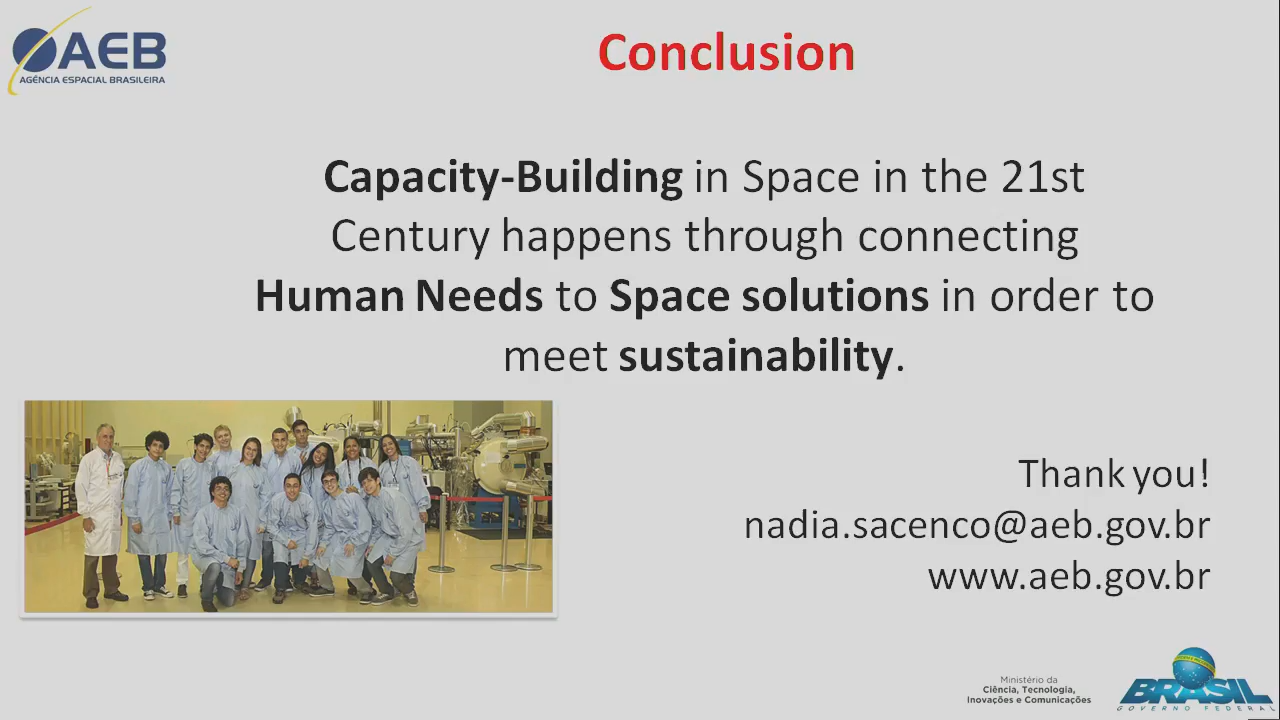 AEB
AGÊNCIA ESPACIAL BRASILEIRA
Conclusion
Capacity-Building in Space in the 21st
Century happens through connecting
Human Needs to Space solutions in order to
meet sustainability.
Thank you!
nadia.sacenco@aeb.gov.br
www.aeb.gov.br
Ministério da
Ciência, Tecnologia,
Inovações e Comunicações
BRASIL
GOVERNO FEDERAL